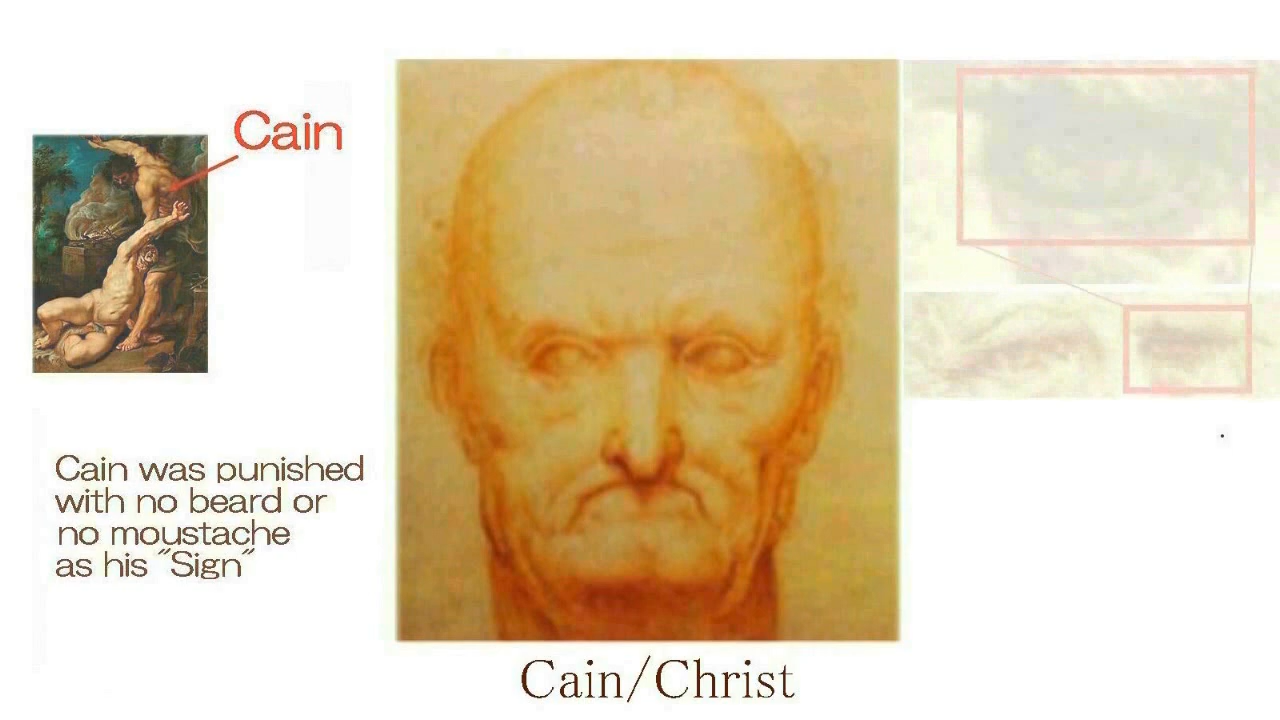 Cain
Cain was punished
with no beard or
no moustache
as his "Sign"
Cain/Christ